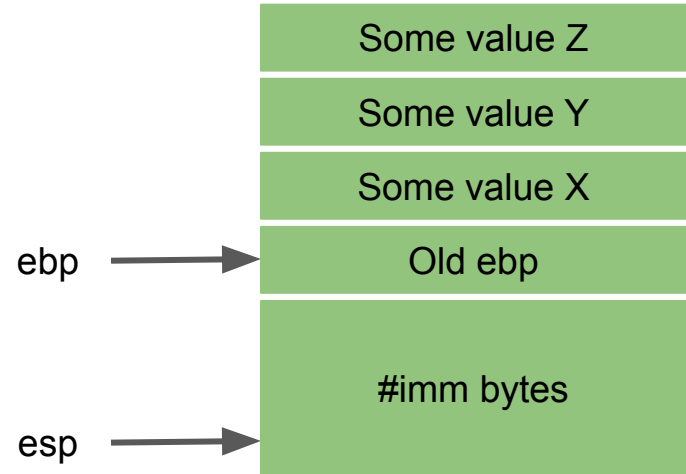 Some value Z
Some value Y
Some value X
ebp
Old ebp
#imm bytes
esp